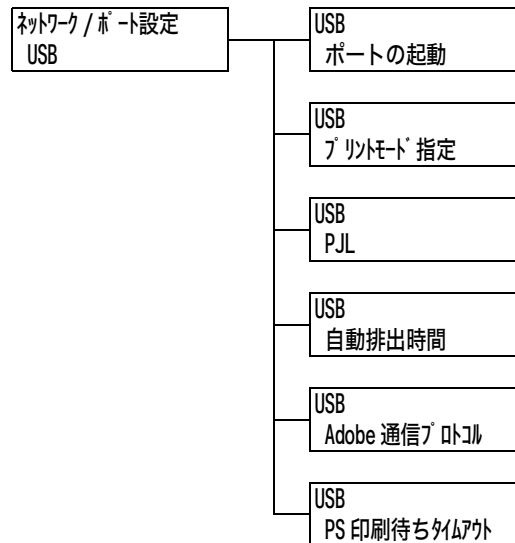 ﾈｯﾄﾜｰｸ / ﾎﾟｰﾄ設定
USB
USB
ポートの起動
USB
ﾌﾟﾘﾝﾄﾓｰﾄﾞ指定
USB
PJL
USB
自動排出時間
USB
Adobe 通信ﾌﾟﾛﾄｺﾙ
USB
PS 印刷待ちﾀｲﾑｱｳﾄ